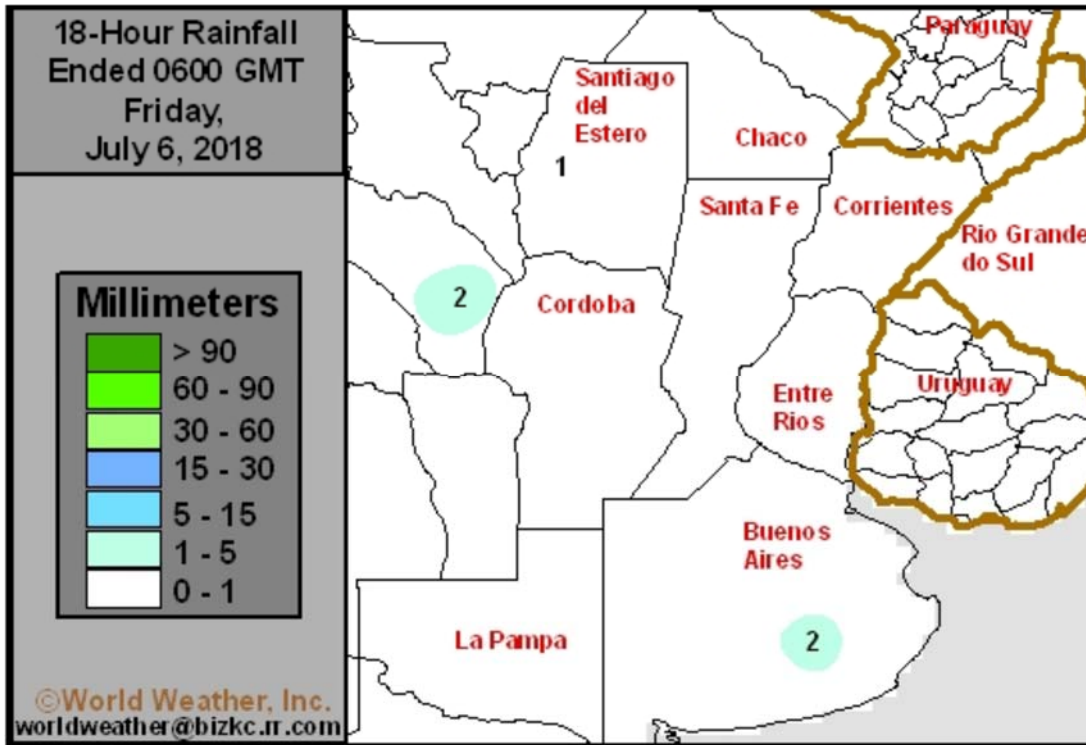 18-Hour Rainfall
Ended 0600 GMT
Friday,
July 6, 2018
Millimeters
> 90
60 - 90
30 - 60
15 - 30
5 - 15
1 - 5
0 - 1
©World Weather, Inc.
worldweather@bizkc.rr.com
Paraguay
Santiago
del
Estero
Chaco
1
Santa Fe
Corrientes
Rio Grande
do Sul
2
Cordoba
Uruguay
Entre
Rios
Buenos
Aires
La Pampa
2